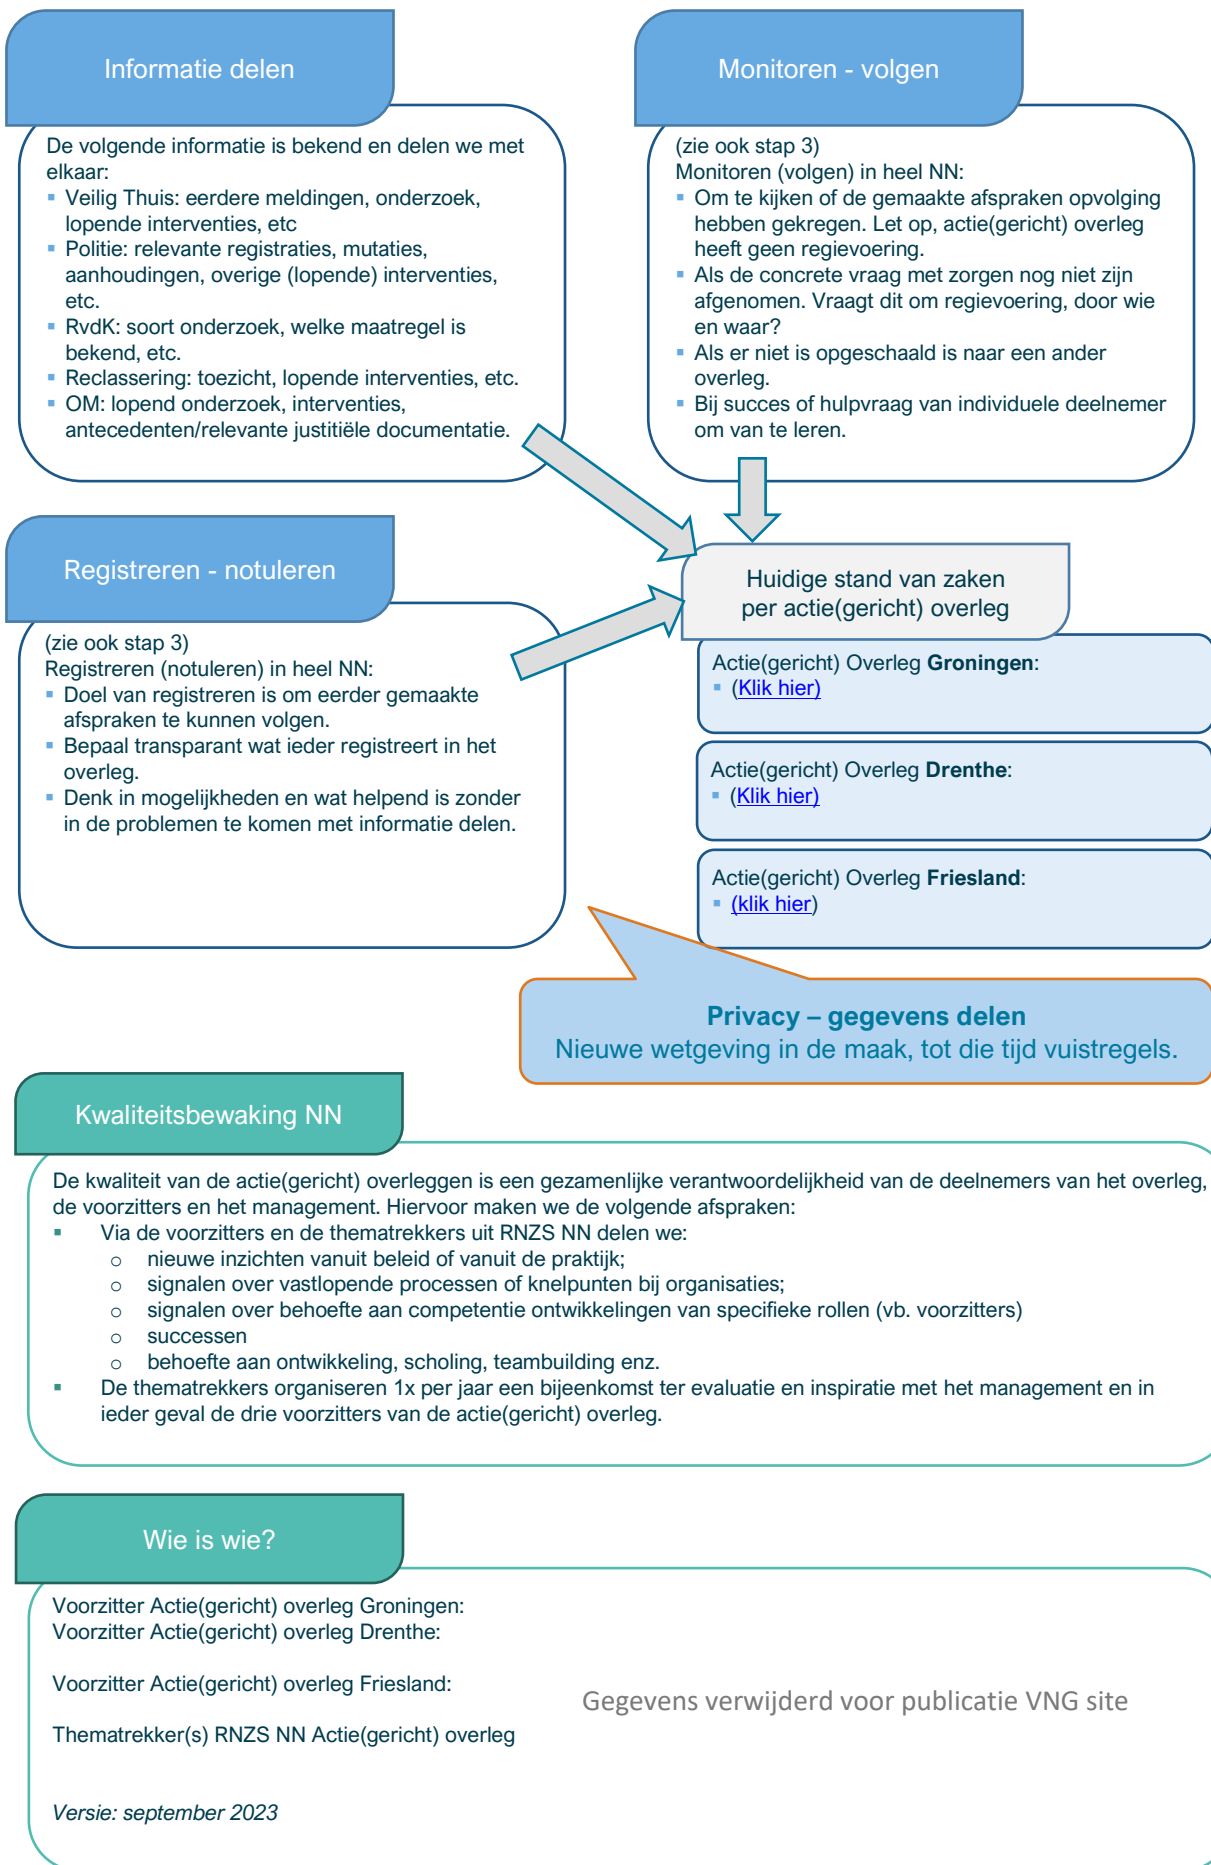 Informatie delen
De volgende informatie is bekend en delen we met
elkaar:
▪ Veilig Thuis: eerdere meldingen, onderzoek,
lopende interventies, etc
▪ Politie: relevante registraties, mutaties,
aanhoudingen, overige (lopende) interventies,
etc.
▪ RvdK: soort onderzoek, welke maatregel is
bekend, etc.
▪ Reclassering: toezicht, lopende interventies, etc.
▪ OM: lopend onderzoek, interventies,
antecedenten/relevante justitiële documentatie.
Monitoren - volgen
(zie ook stap 3)
Monitoren (volgen) in heel NN:
▪ Om te kijken of de gemaakte afspraken opvolging
hebben gekregen. Let op, actie(gericht) overleg
heeft geen regievoering.
▪ Als de concrete vraag met zorgen nog niet zijn
afgenomen. Vraagt dit om regievoering, door wie
en waar?
▪ Als er niet is opgeschaald is naar een ander
overleg.
▪ Bij succes of hulpvraag van individuele deelnemer
om van te leren.
Registreren - notuleren
(zie ook stap 3)
Registreren (notuleren) in heel NN:
▪ Doel van registreren is om eerder gemaakte
afspraken te kunnen volgen.
▪ Bepaal transparant wat ieder registreert in het
overleg.
▪ Denk in mogelijkheden en wat helpend is zonder
in de problemen te komen met informatie delen.
Huidige stand van zaken
per actie(gericht) overleg
Actie(gericht) Overleg Groningen:
▪ (Klik hier)
Actie(gericht) Overleg Drenthe:
▪ (Klik hier)
Actie(gericht) Overleg Friesland:
▪ (klik hier)
Privacy – gegevens delen
Nieuwe wetgeving in de maak, tot die tijd vuistregels.
Kwaliteitsbewaking NN
De kwaliteit van de actie(gericht) overleggen is een gezamenlijke verantwoordelijkheid van de deelnemers van het overleg,
de voorzitters en het management. Hiervoor maken we de volgende afspraken:
▪ Via de voorzitters en de thematrekkers uit RNZS NN delen we:
o nieuwe inzichten vanuit beleid of vanuit de praktijk;
o signalen over vastlopende processen of knelpunten bij organisaties;
o signalen over behoefte aan competentie ontwikkelingen van specifieke rollen (vb. voorzitters)
o successen
o behoefte aan ontwikkeling, scholing, teambuilding enz.
▪ De thematrekkers organiseren 1x per jaar een bijeenkomst ter evaluatie en inspiratie met het management en in
ieder geval de drie voorzitters van de actie(gericht) overleg.
Wie is wie?
Voorzitter Actie(gericht) overleg Groningen:
Voorzitter Actie(gericht) overleg Drenthe:
Voorzitter Actie(gericht) overleg Friesland:
Gegevens verwijderd voor publicatie VNG site
Thematrekker(s) RNZS NN Actie(gericht) overleg
Versie: september 2023